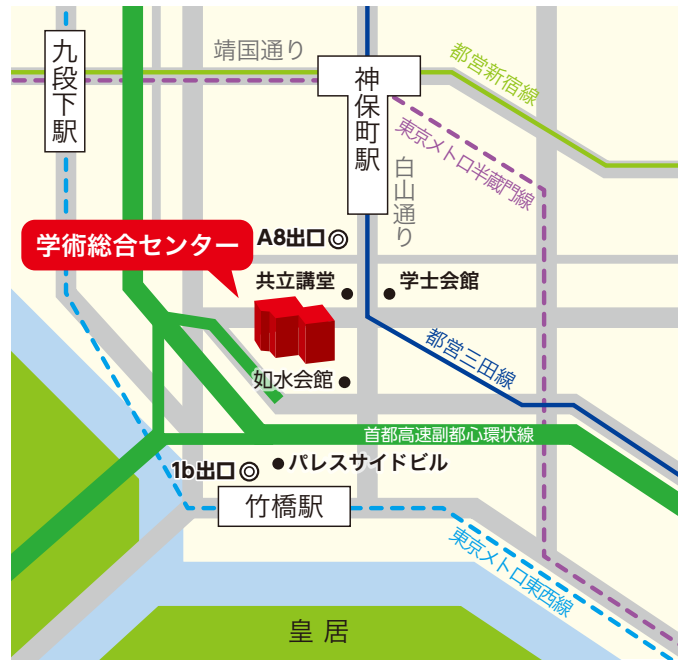 九段下駅
靖国通り
神保町駅
都営新宿線
東京メトロ半蔵門線
白山通り
学術総合センター
A8出口
共立講堂
学士会館
都営三田線
如水会館
首都高速副都心環状線
1b出口
パレスサイドビル
竹橋駅
東京メトロ東西線
皇居